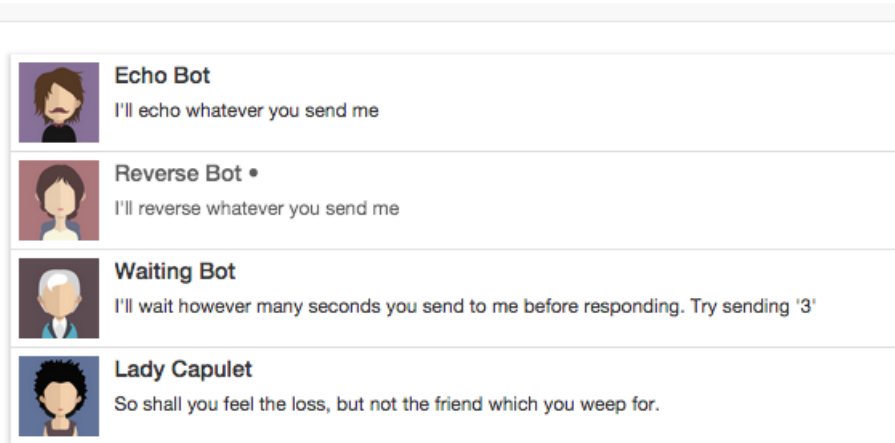 Echo Bot
I'll echo whatever you send me
Reverse Bot •
I'll reverse whatever you send me
Waiting Bot
I'll wait however many seconds you send to me before responding. Try sending '3'
Lady Capulet
So shall you feel the loss, but not the friend which you weep for.